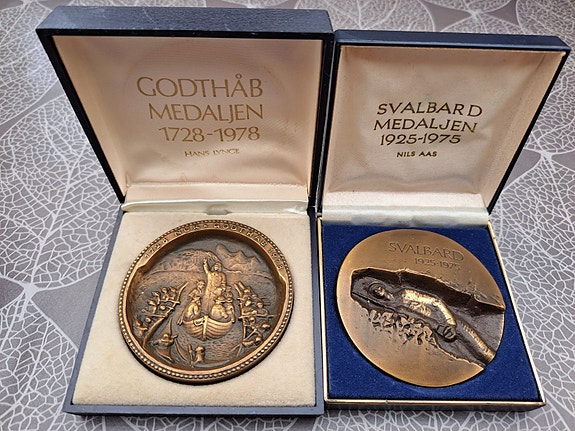 GODTHÅB
MEDALJEN
1728-1978
HANS LYNGE
SVALBARD
MEDALJEN
1925-1975
NILS AAS
SVALBARD
1925-1975